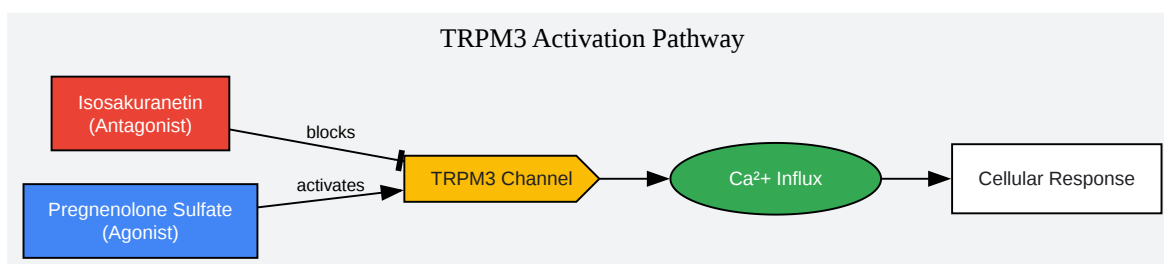 TRPM3 Activation Pathway
Isosakuranetin
(Antagonist)
blocks
Pregnenolone Sulfate
(Agonist)
activates
TRPM3 Channel
Ca²+ Influx
Cellular Response